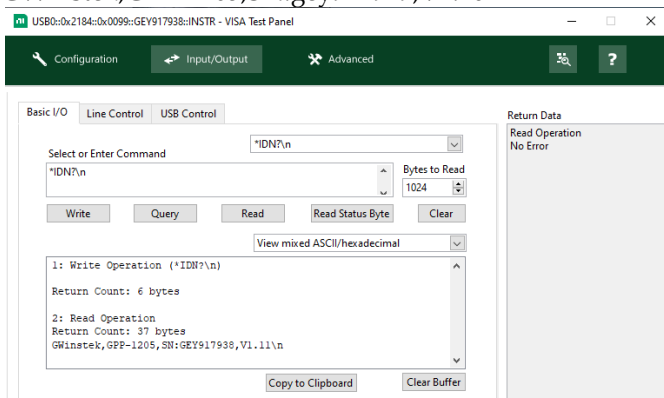 USB0::0x2184::0x0099::GEY917938::INSTR - VISA Test Panel
Configuration Input/Output Advanced ?
Basic I/O Line Control USB Control
Return Data
Read Operation
No Error
Select or Enter Command
*IDN?\n
*IDN?\n
Bytes to Read
1024
Write Query Read Read Status Byte Clear
View mixed ASCII/hexadecimal
1: Write Operation (*IDN?\n)
Return Count: 6 bytes
2: Read Operation
Return Count: 37 bytes
GWinstek,GPP-1205,SN:GEY917938,V1.11\n
Copy to Clipboard Clear Buffer